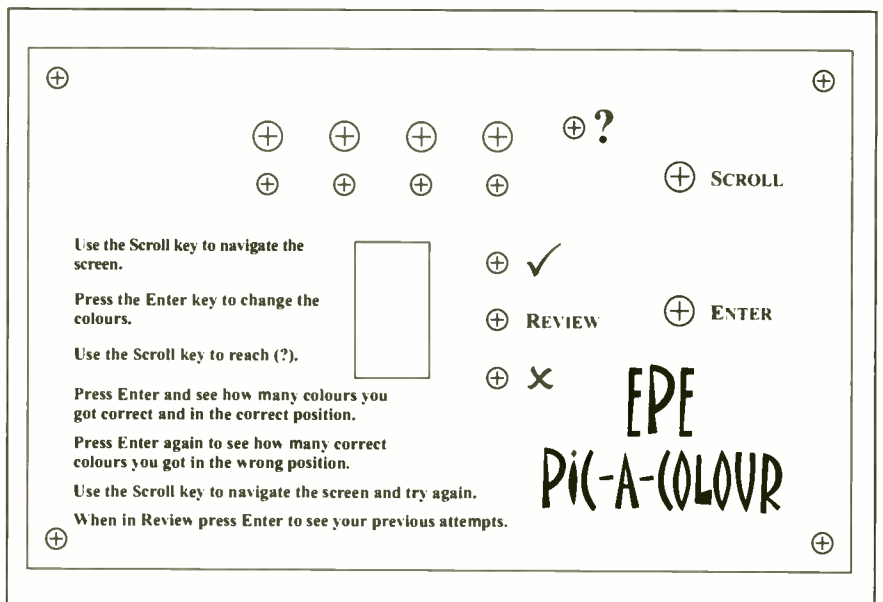 ?
SCROLL
Use the Scroll key to navigate the
screen.
✓
Press the Enter key to change the
colours.
REVIEW
ENTER
Use the Scroll key to reach (?).
X
Press Enter and see how many colours you
got correct and in the correct position.
Press Enter again to see how many correct
colours you got in the wrong position.
Use the Scroll key to navigate the screen and try again.
When in Review press Enter to see your previous attempts.
EPE
PiC-A-COLOUR